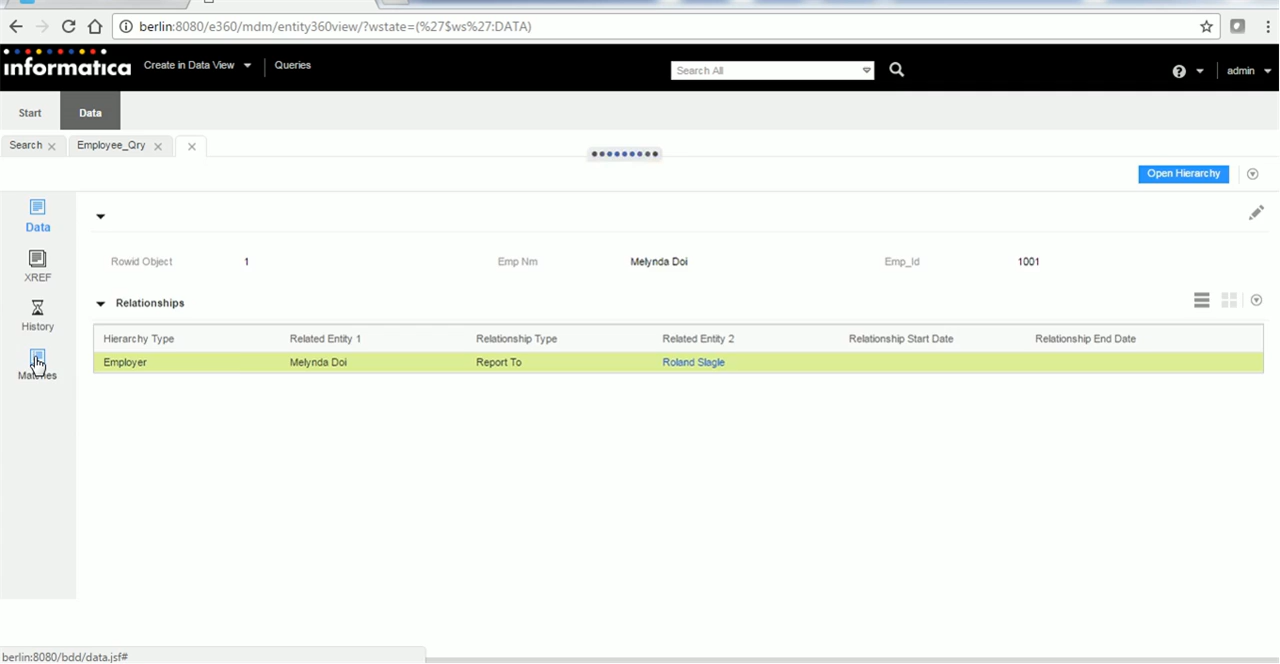 berlin:8080/e360/mdm/entity360view/?wstate=(%27$ws%27:DATA)
informatica Create in Data View Queries Search All ? admin
Start Data
Search Employee_Qry
Open Hierarchy
Data
Rowid Object 1 Emp Nm Melynda Doi Emp_Id 1001
XREF
Relationships
History
Hierarchy Type Related Entity 1 Relationship Type Related Entity 2 Relationship Start Date Relationship End Date
Employer Melynda Doi Report To Roland Slagle
Matches
berlin:8080/bdd/data.jsf#